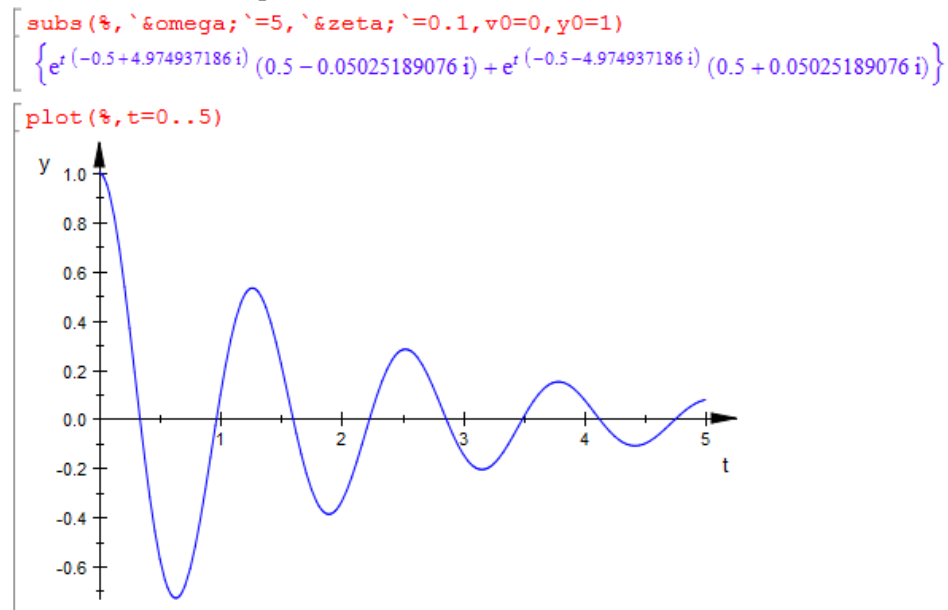 subs(%,`&omega;`=5,`&zeta;`=0.1,v0=0,y0=1)
{e^{t (-0.5+4.974937186 i)} (0.5 − 0.05025189076 i) + e^{t (-0.5-4.974937186 i)} (0.5 + 0.05025189076 i)}
plot(%,t=0..5)
y
1.0
0.8
0.6
0.4
0.2
0.0
1 2 3 4 5
t
-0.2
-0.4
-0.6